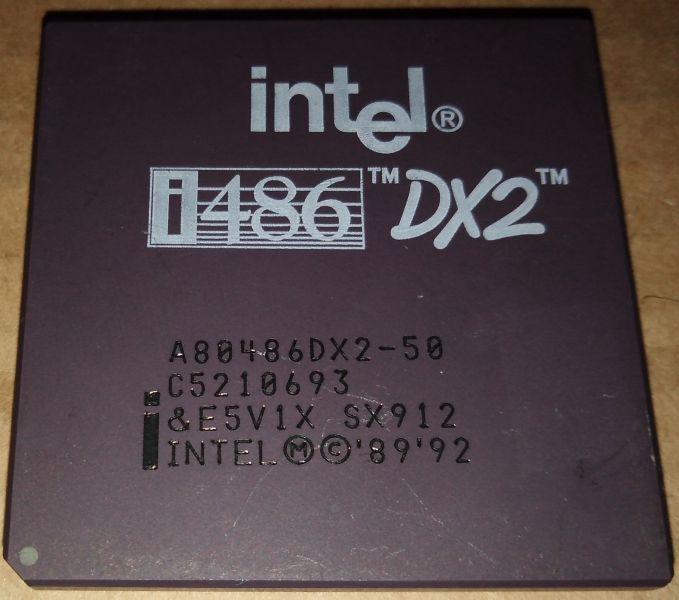 intel®
i486™ DX2™
A80486DX2-50
C5210693
i &E5V1X SX912
INTEL Ⓜ © '89 '92